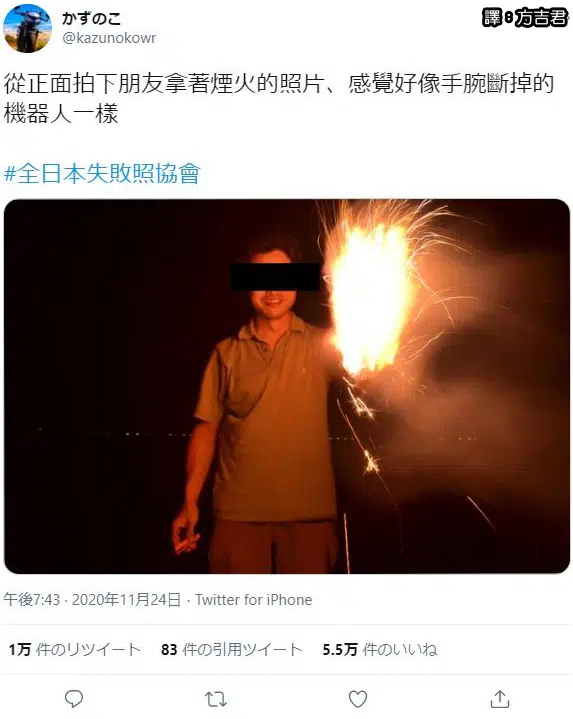 かずのこ
@kazunokowr
譯:方吉君
從正面拍下朋友拿著煙火的照片、感覺好像手腕斷掉的
機器人一樣
#全日本失敗照協會
午後7:43 · 2020年11月24日 · Twitter for iPhone
1万 件のリツイート 83 件の引用ツイート 5.5万 件のいいね